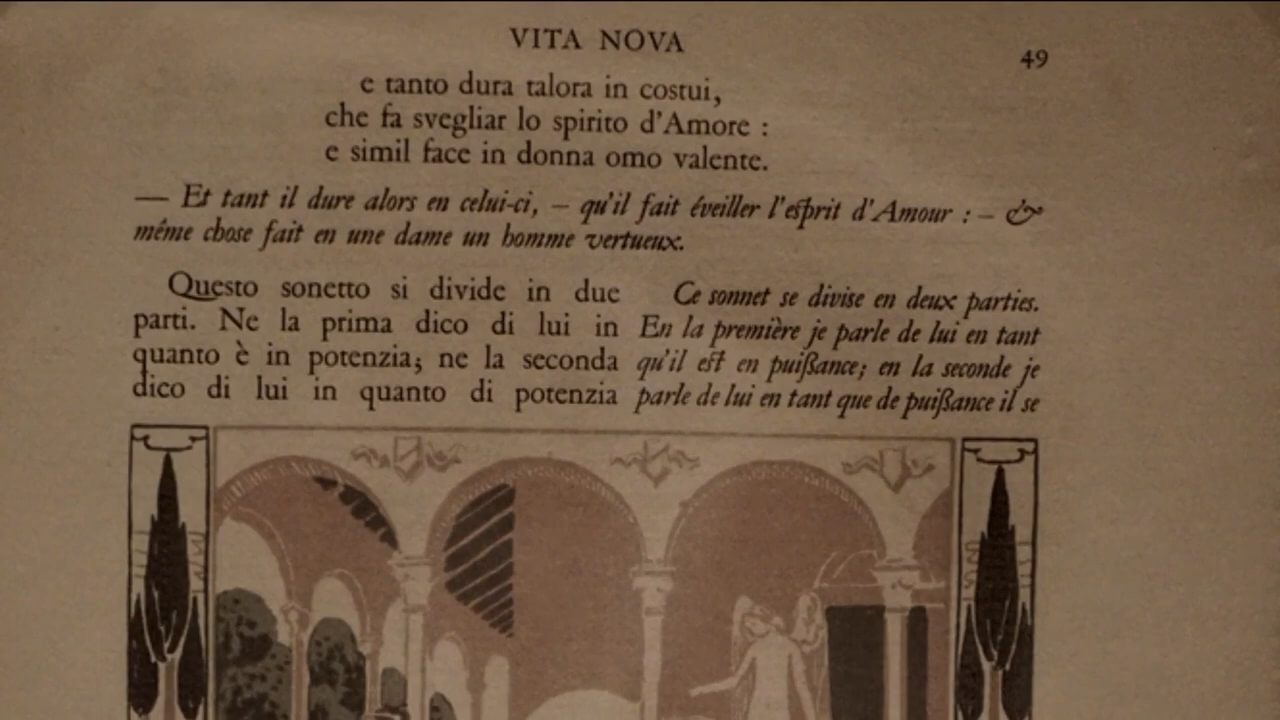 VITA NOVA
49
e tanto dura talora in costui,
che fa svegliar lo spirito d'Amore :
e simil face in donna omo valente.
— Et tant il dure alors en celui-ci, – qu'il fait éveiller l'esprit d'Amour : – &
même chose fait en une dame un homme vertueux.
Questo sonetto si divide in due
parti. Ne la prima dico di lui in
quanto è in potenzia; ne la seconda
dico di lui in quanto di potenzia
Ce sonnet se divise en deux parties.
En la première je parle de lui en tant
qu'il est en puißance; en la seconde je
parle de lui en tant que de puißance il se